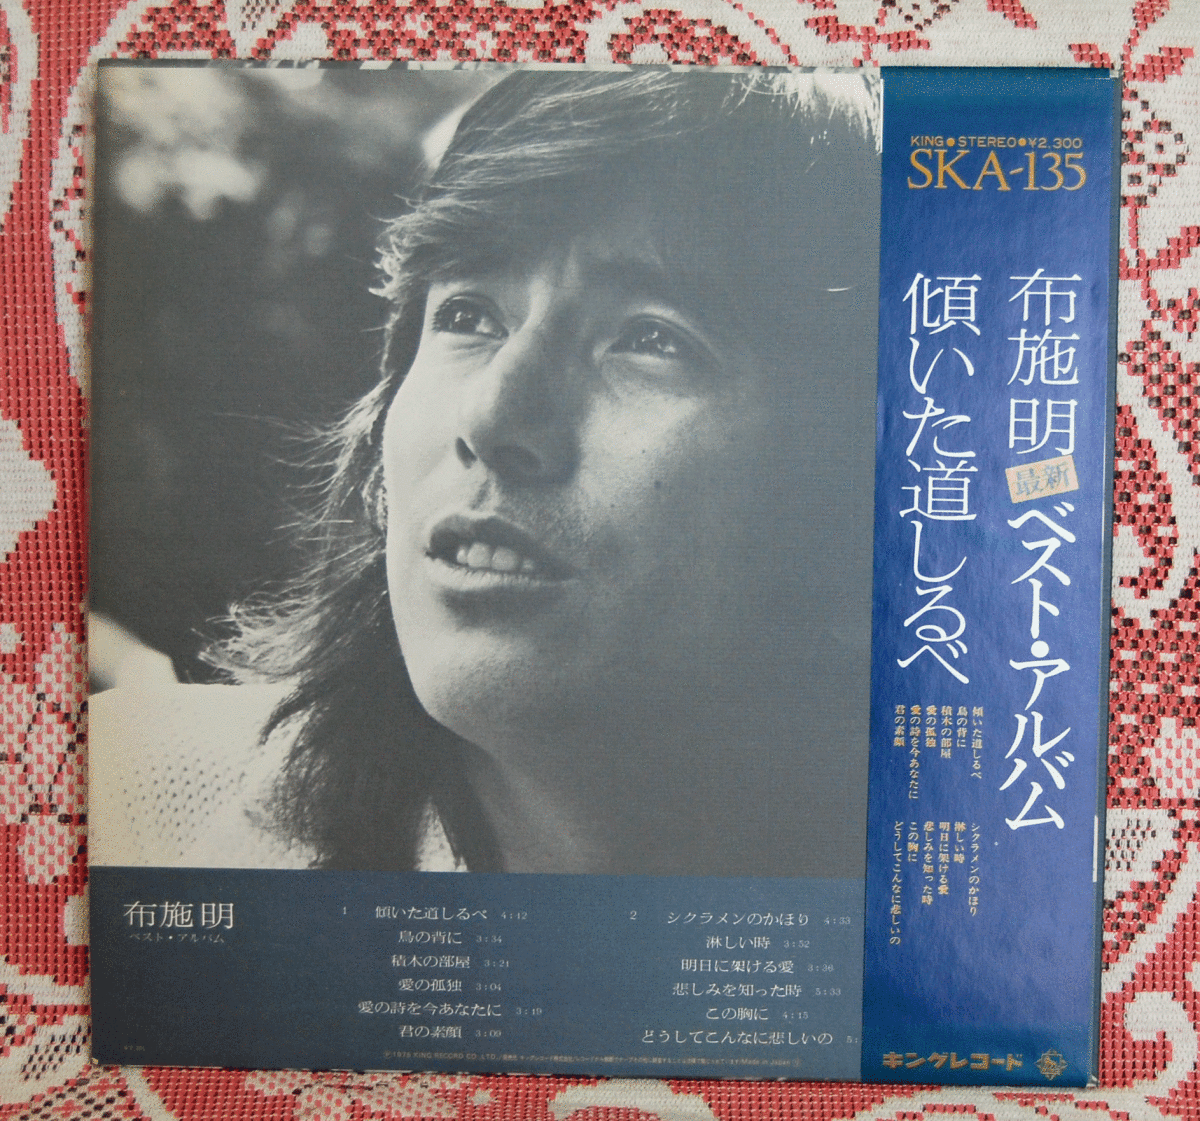 KING●STEREO●¥2,300
SKA-135
布施明
最新
ベスト・アルバム
傾いた道しるべ
傾いた道しるべ
鳥の背に
積木の部屋
愛の孤独
愛の詩を今あなたに
君の素顔
シクラメンのかほり
淋しい時
明日に架ける愛
悲しみを知った時
この胸に
どうしてこんなに悲しいの
キングレコード
布施明
ベスト・アルバム
1
傾いた道しるべ 4:12
鳥の背に 3:34
積木の部屋 3:21
愛の孤独 3:04
愛の詩を今あなたに 3:19
君の素顔 3:09
2
シクラメンのかほり 4:33
淋しい時 3:52
明日に架ける愛 3:36
悲しみを知った時 5:33
この胸に 4:15
どうしてこんなに悲しいの 5:
KING RECORD CO.,LTD.
MADE IN JAPAN